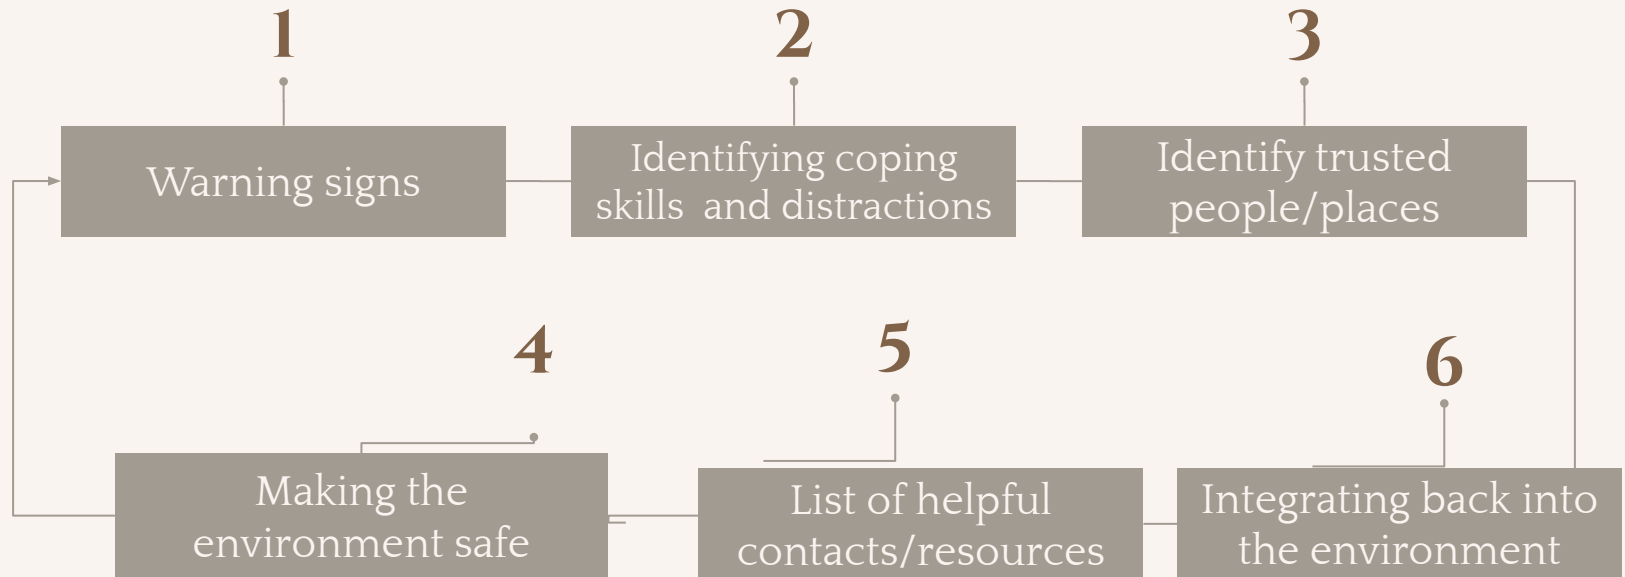 1
Warning signs
2
Identifying coping
skills  and distractions
3
Identify trusted
people/places
4
Making the
environment safe
5
List of helpful
contacts/resources
6
Integrating back into
the environment